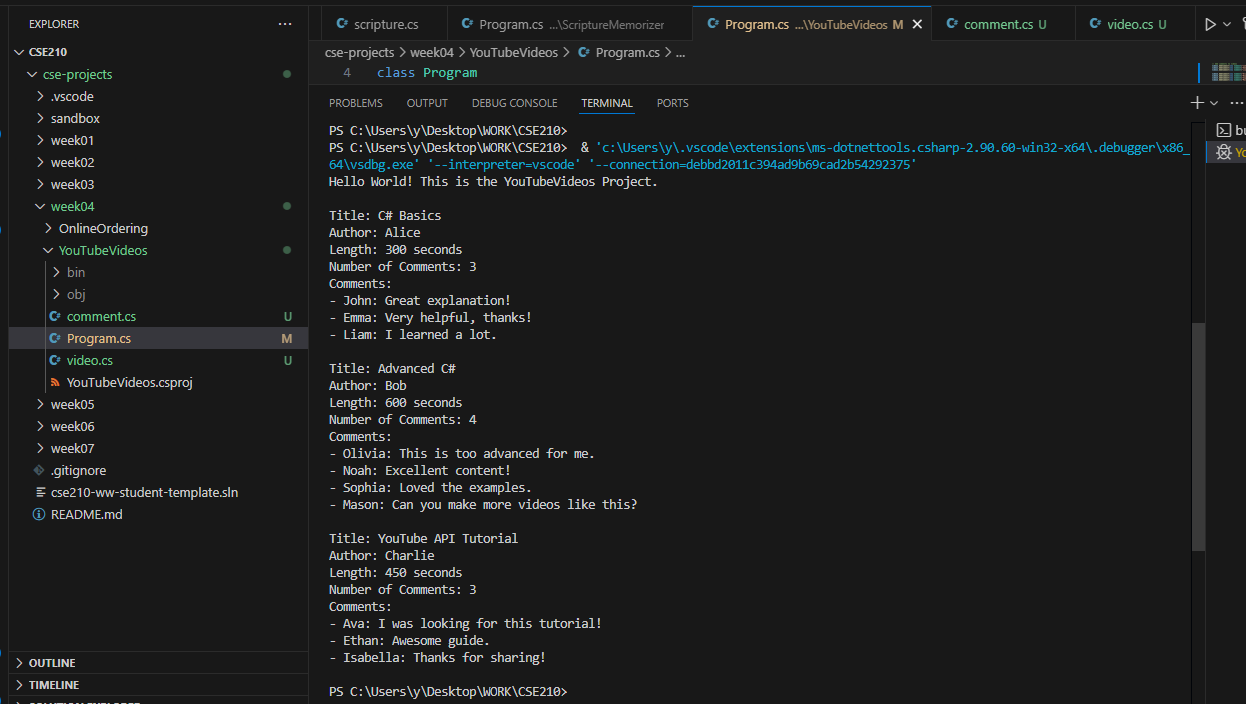 EXPLORER
CSE210
cse-projects
.vscode
sandbox
week01
week02
week03
week04
OnlineOrdering
YouTubeVideos
bin
obj
comment.cs U
Program.cs M
video.cs U
YouTubeVideos.csproj
week05
week06
week07
.gitignore
cse210-ww-student-template.sln
README.md
OUTLINE
TIMELINE
scripture.cs
Program.cs ...\ScriptureMemorizer
Program.cs ...\YouTubeVideos M
comment.cs U
video.cs U
cse-projects > week04 > YouTubeVideos > Program.cs > ...
4 class Program
PROBLEMS OUTPUT DEBUG CONSOLE TERMINAL PORTS
PS C:\Users\y\Desktop\WORK\CSE210>
PS C:\Users\y\Desktop\WORK\CSE210>  & 'c:\Users\y\.vscode\extensions\ms-dotnettools.csharp-2.90.60-win32-x64\.debugger\x86_
64\vsdbg.exe' '--interpreter=vscode' '--connection=debbd2011c394ad9b69cad2b54292375'
Hello World! This is the YouTubeVideos Project.
Title: C# Basics
Author: Alice
Length: 300 seconds
Number of Comments: 3
Comments:
- John: Great explanation!
- Emma: Very helpful, thanks!
- Liam: I learned a lot.
Title: Advanced C#
Author: Bob
Length: 600 seconds
Number of Comments: 4
Comments:
- Olivia: This is too advanced for me.
- Noah: Excellent content!
- Sophia: Loved the examples.
- Mason: Can you make more videos like this?
Title: YouTube API Tutorial
Author: Charlie
Length: 450 seconds
Number of Comments: 3
Comments:
- Ava: I was looking for this tutorial!
- Ethan: Awesome guide.
- Isabella: Thanks for sharing!
PS C:\Users\y\Desktop\WORK\CSE210>